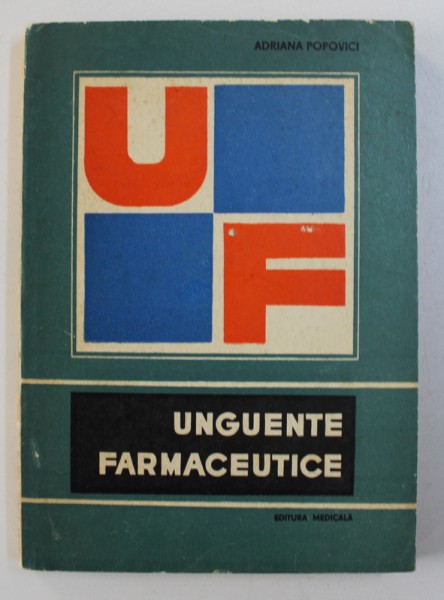 ADRIANA POPOVICI
U
F
UNGUENTE
FARMACEUTICE
EDITURA MEDICALĂ